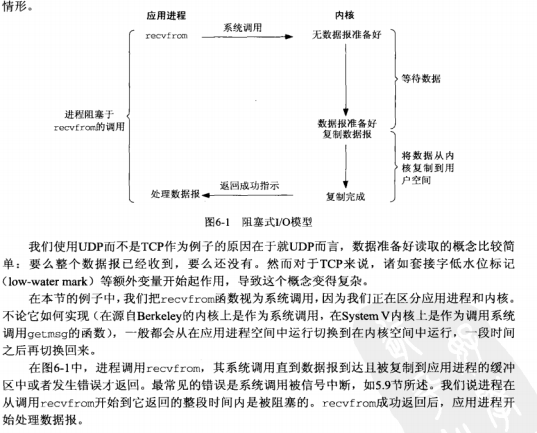 情形。
应用进程
内核
系统调用
recvfrom
无数据报准备好
等待数据
进程阻塞于
recvfrom的调用
数据报准备好
复制数据报
将数据从内
核复制到用
户空间
返回成功指示
处理数据报
复制完成
图6-1 阻塞式I/O模型
我们使用UDP而不是TCP作为例子的原因在于就UDP而言，数据准备好读取的概念比较简
单：要么整个数据报已经收到，要么还没有。然而对于TCP来说，诸如套接字低水位标记
（low-water mark）等额外变量开始起作用，导致这个概念变得复杂。
在本节的例子中，我们把recvfrom函数视为系统调用，因为我们正在区分应用进程和内核。
不论它如何实现（在源自Berkeley的内核上是作为系统调用，在System V内核上是作为调用系统
调用getmsg的函数），一般都会从在应用进程空间中运行切换到在内核空间中运行，一段时间
之后再切换回来。
在图6-1中，进程调用recvfrom，其系统调用直到数据报到达且被复制到应用进程的缓冲
区中或者发生错误才返回。最常见的错误是系统调用被信号中断，如5.9节所述。我们说进程在
从调用recvfrom开始到它返回的整段时间内是被阻塞的。recvfrom成功返回后，应用进程开
始处理数据报。